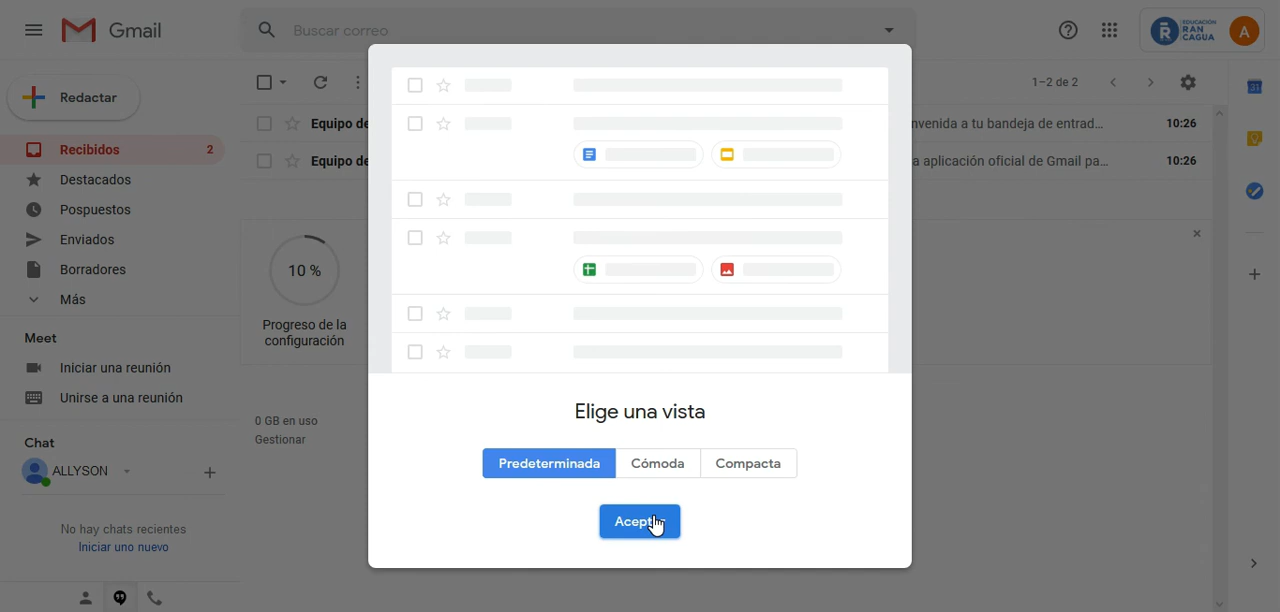 Gmail
Buscar correo
EDUCACIÓN
RAN
CAGUA
A
Redactar
1–2 de 2
Recibidos 2
Equipo de nvenida a tu bandeja de entrad... 10:26
Equipo de a aplicación oficial de Gmail pa... 10:26
Destacados
Pospuestos
Enviados
Borradores
Más
10 %
Progreso de la
configuración
Meet
Iniciar una reunión
Unirse a una reunión
0 GB en uso
Gestionar
Chat
ALLYSON
No hay chats recientes
Iniciar uno nuevo
Elige una vista
Predeterminada Cómoda Compacta